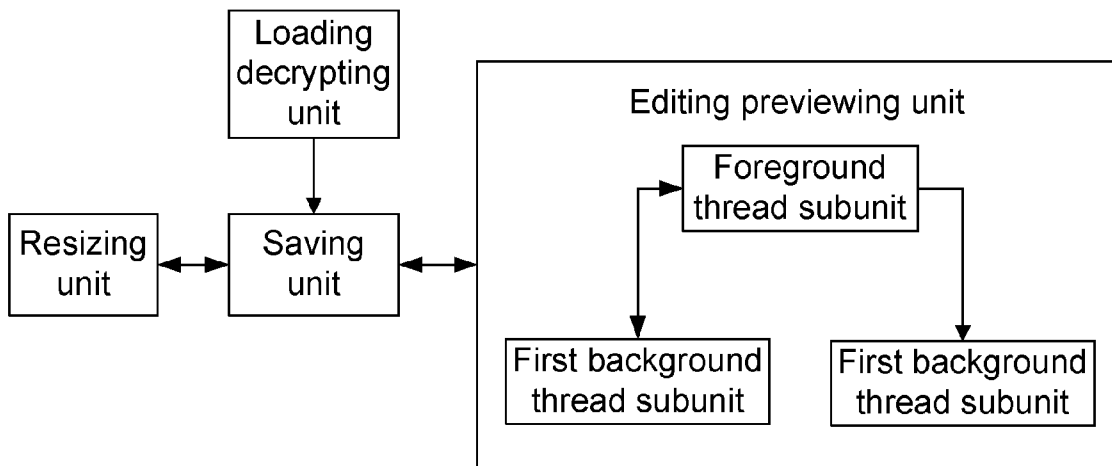 Loading
decrypting
unit
Editing previewing unit
Foreground
thread subunit
Resizing
unit
Saving
unit
First background
thread subunit
First background
thread subunit